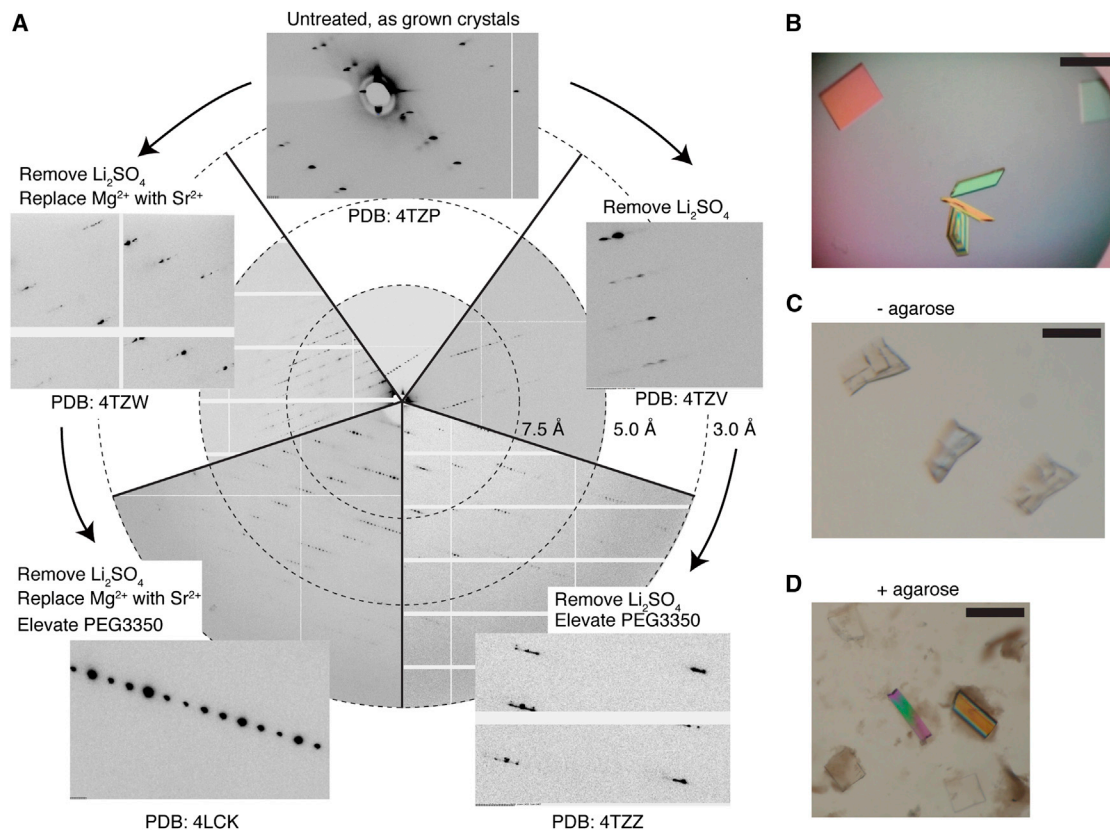 A
Untreated, as grown crystals
PDB: 4TZP
Remove Li₂SO₄
Replace Mg²⁺ with Sr²⁺
PDB: 4TZW
Remove Li₂SO₄
PDB: 4TZV
7.5 Å
5.0 Å
3.0 Å
Remove Li₂SO₄
Replace Mg²⁺ with Sr²⁺
Elevate PEG3350
PDB: 4LCK
Remove Li₂SO₄
Elevate PEG3350
PDB: 4TZZ
B
C
- agarose
D
+ agarose